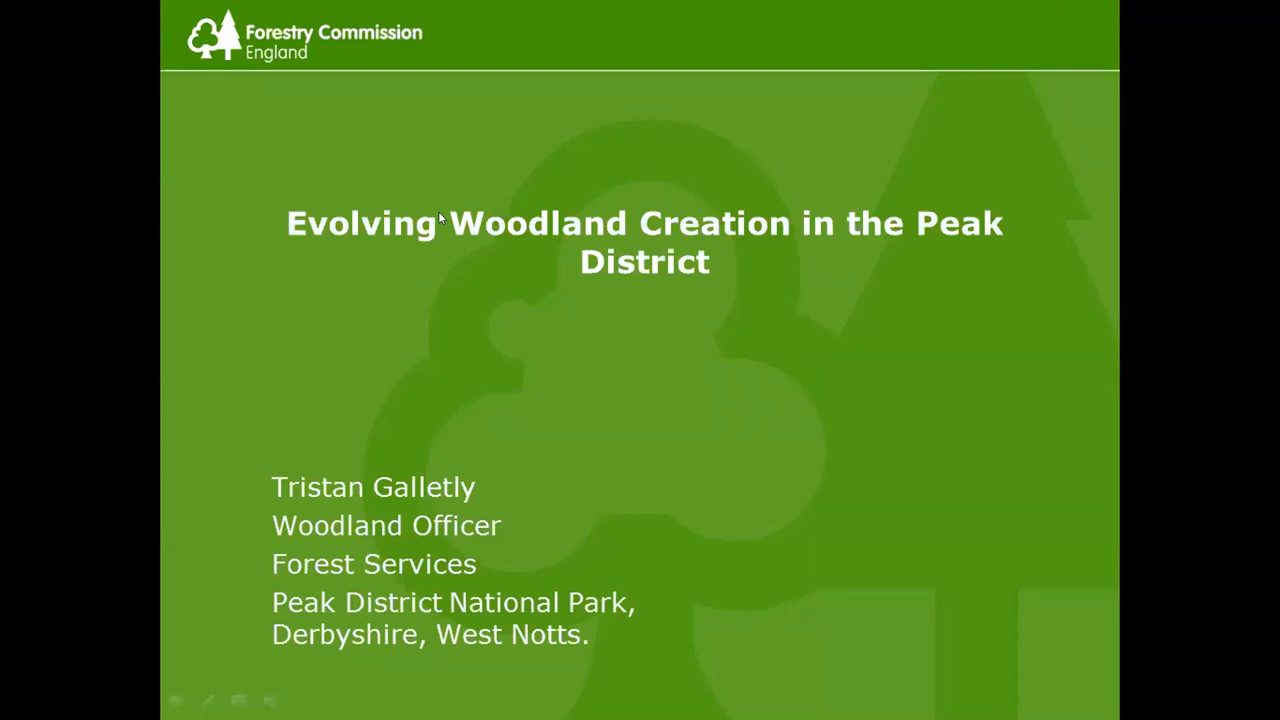 Forestry Commission
England
Evolving Woodland Creation in the Peak
District
Tristan Galletly
Woodland Officer
Forest Services
Peak District National Park,
Derbyshire, West Notts.